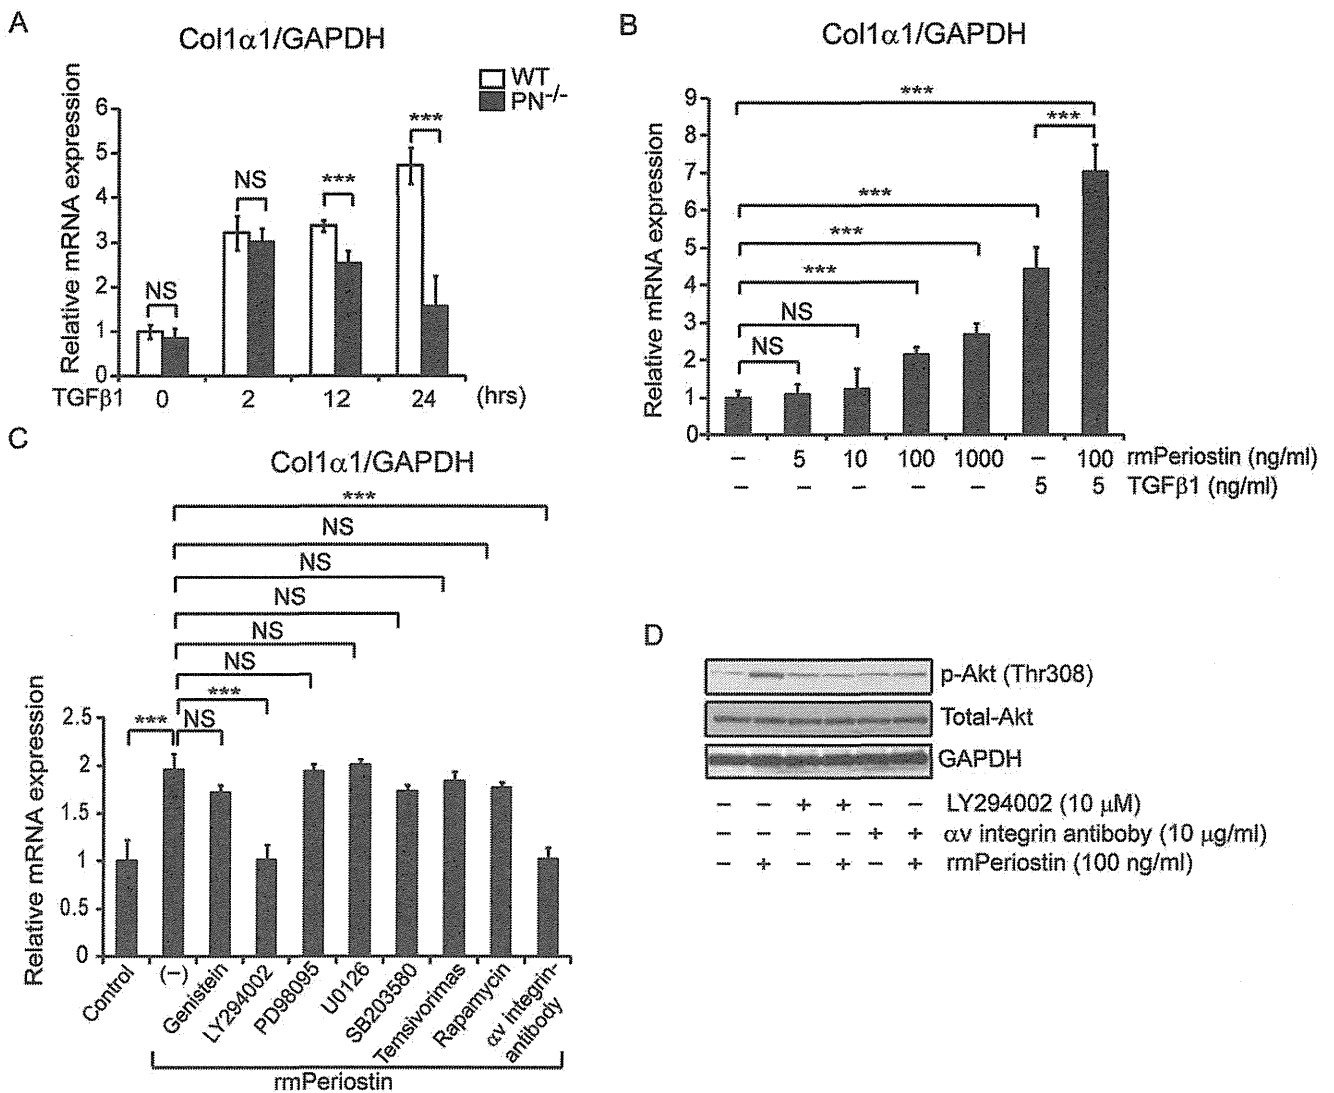 A
Col1α1/GAPDH
WT
PN-/-
Relative mRNA expression
6
5
4
3
2
1
0
NS
NS
***
***
TGFβ1 0 2 12 24 (hrs)
B
Col1α1/GAPDH
Relative mRNA expression
9
8
7
6
5
4
3
2
1
0
***
***
***
***
***
NS
NS
– 5 10 100 1000 – 100 rmPeriostin (ng/ml)
– – – – – 5 5 TGFβ1 (ng/ml)
C
Col1α1/GAPDH
***
NS
NS
NS
NS
NS
***
*** NS
Relative mRNA expression
2.5
2
1.5
1
0.5
0
Control
(–)
Genistein
LY294002
PD98095
U0126
SB203580
Temsivorimas
Rapamycin
αv integrin-
antibody
rmPeriostin
D
p-Akt (Thr308)
Total-Akt
GAPDH
– – + + – – LY294002 (10 μM)
– – – – + + αv integrin antiboby (10 μg/ml)
– + – + – + rmPeriostin (100 ng/ml)